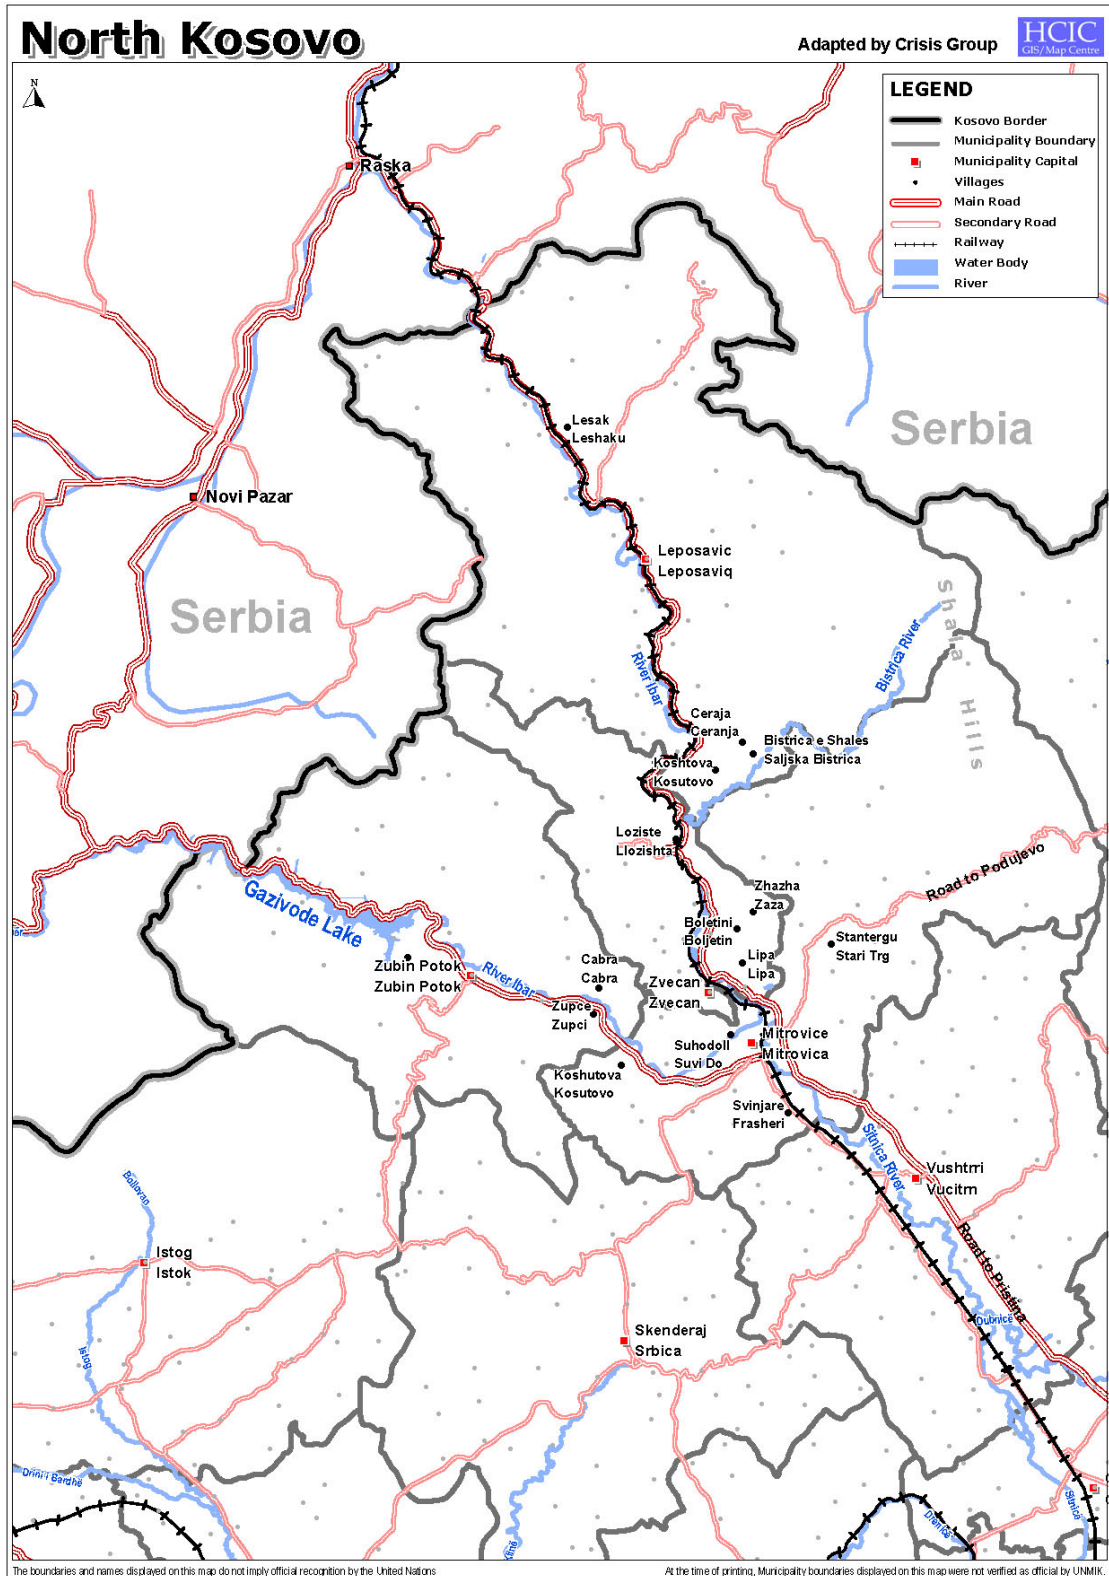 North Kosovo
Adapted by Crisis Group
HCIC
GIS/Map Centre
N
LEGEND
Kosovo Border
Municipality Boundary
Municipality Capital
Villages
Main Road
Secondary Road
Railway
Water Body
River
Raska
Serbia
Lesak
Leshaku
Novi Pazar
Leposavic
Leposaviq
Serbia
Shala Hills
Bistrica River
River Ibar
Ceraja
Ceranja
Bistrica e Shales
Saljska Bistrica
Koshtova
Kosutovo
Loziste
Llozishta
Road to Podujevo
Zhazha
Zaza
Gazivode Lake
Boletini
Boljetin
Stantergu
Stari Trg
Lipa
Lipa
Zubin Potok
Zubin Potok
River Ibar
Cabra
Cabra
Zvecan
Zvecan
Zupce
Zupci
Mitrovice
Mitrovica
Suhodoll
Suvi Do
Koshutova
Kosutovo
Svinjare
Frasheri
Sitnica River
Vushtrri
Vucitrn
Bollovan
Istog
Istok
Road to Pristina
Dubnicë
Skenderaj
Srbica
Istog
Drini i Bardhë
Klinë
Drenicë
Sitnica
The boundaries and names displayed on this map do not imply official recognition by the United Nations
At the time of printing, Municipality boundaries displayed on this map were not verified as official by UNMIK.